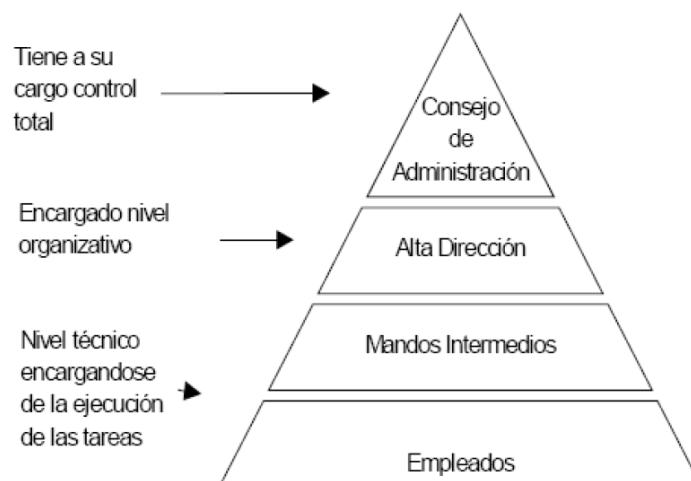 Tiene a su
cargo control
total
Consejo
de
Administración
Encargado nivel
organizativo
Alta Dirección
Mandos Intermedios
Nivel técnico
encargandose
de la ejecución
de las tareas
Empleados